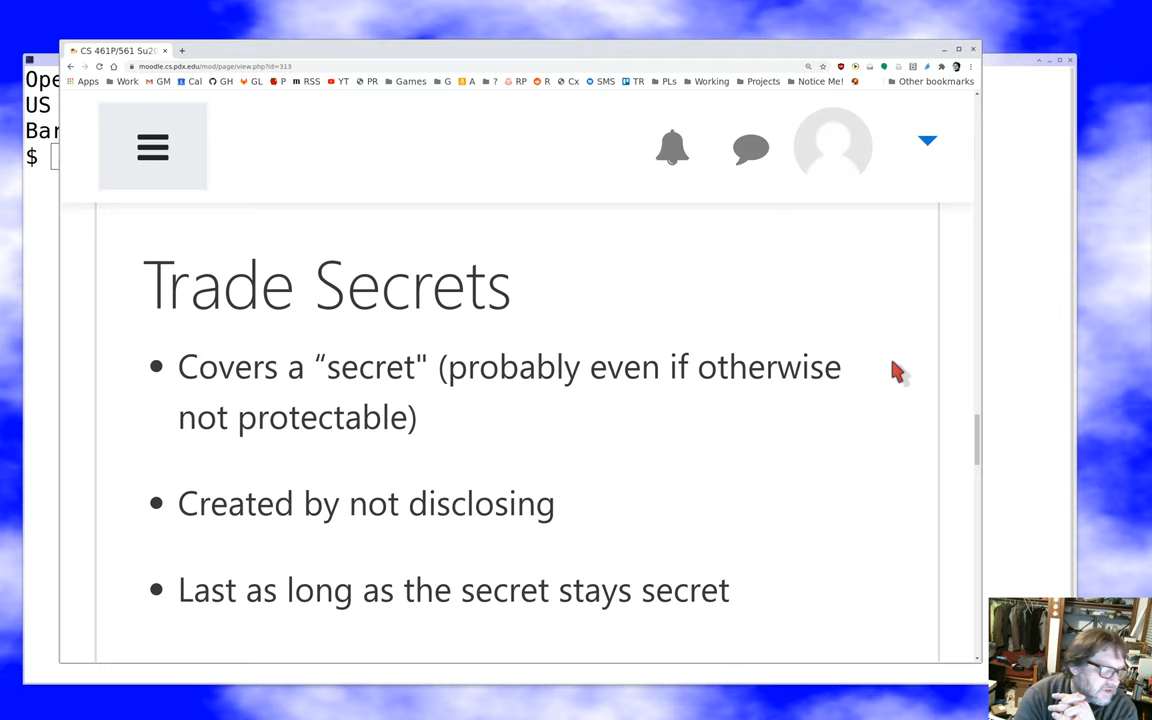 CS 461P/561 Su20
moodle.cs.pdx.edu/mod/page/view.php?id=313
Apps Work GM Cal GH GL P RSS YT PR Games G A ? RP R Cx SMS TR PLs Working Projects Notice Me! Other bookmarks
Ope
US
Bar
$
Trade Secrets
• Covers a “secret" (probably even if otherwise
not protectable)
• Created by not disclosing
• Last as long as the secret stays secret